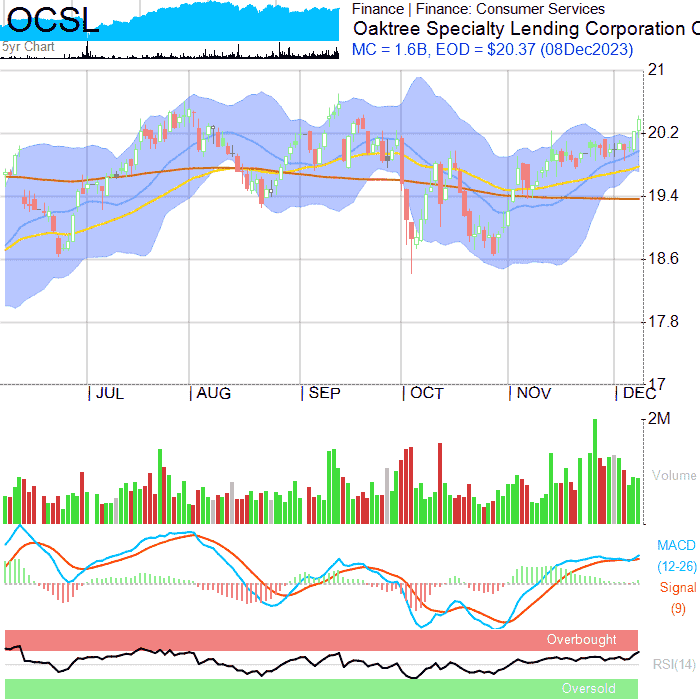 OCSL
5yr Chart
Finance | Finance: Consumer Services
Oaktree Specialty Lending Corporation C
MC = 1.6B, EOD = $20.37 (08Dec2023)
21
20.2
19.4
18.6
17.8
17
JUL AUG SEP OCT NOV DEC
2M
Volume
MACD
(12-26)
Signal
(9)
Overbought
RSI(14)
Oversold